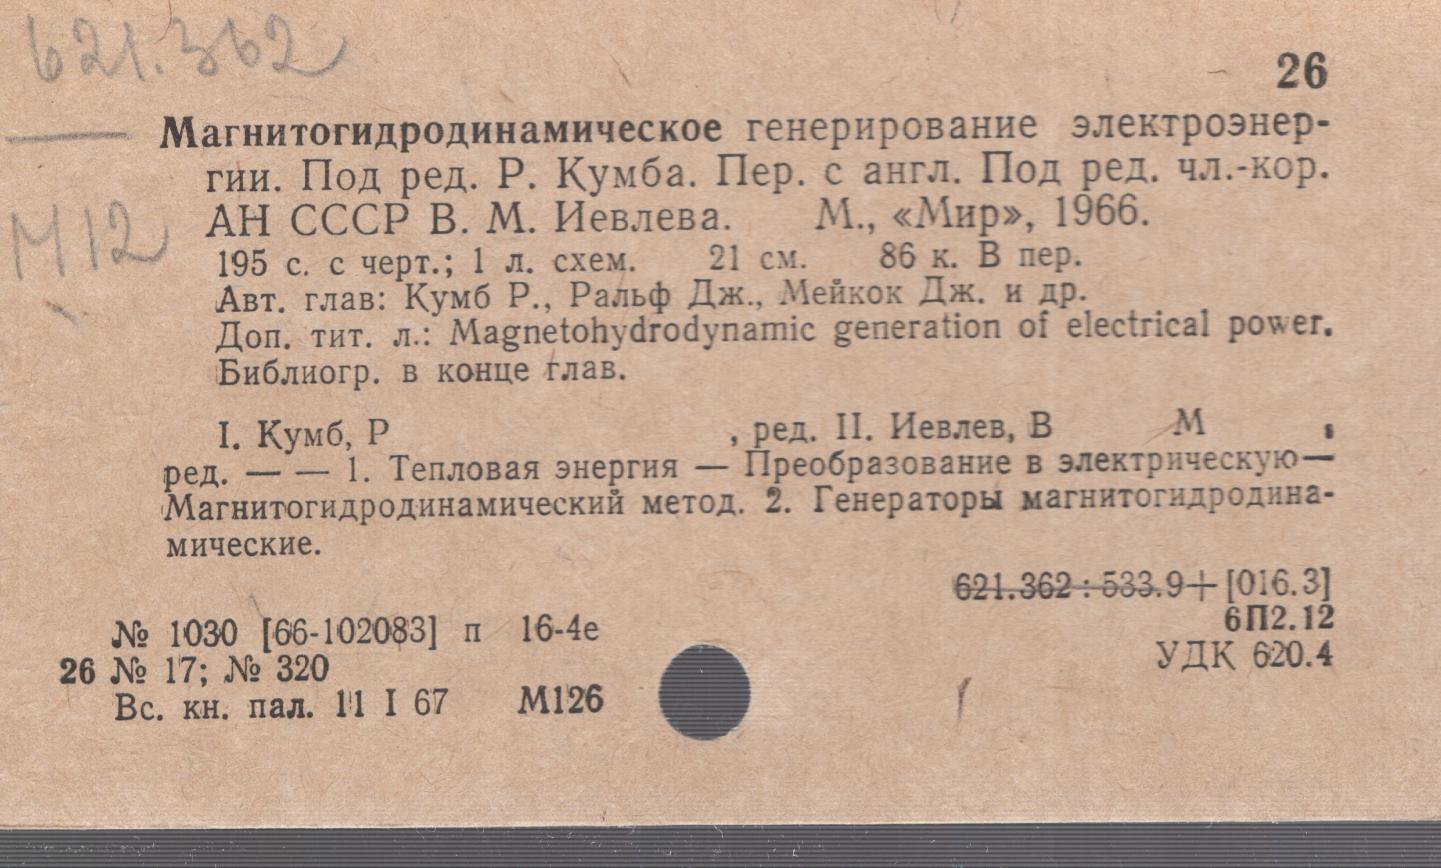 621.362
26
Магнитогидродинамическое генерирование электроэнер-
гии. Под ред. Р. Кумба. Пер. с англ. Под ред. чл.-кор.
М12
АН СССР В. М. Иевлева. М., «Мир», 1966.
195 с. с черт.; 1 л. схем. 21 см. 86 к. В пер.
Авт. глав: Кумб Р., Ральф Дж., Мейкок Дж. и др.
Доп. тит. л.: Magnetohydrodynamic generation of electrical power.
Библиогр. в конце глав.
I. Кумб, Р , ред. II. Иевлев, В М ,
ред. — — 1. Тепловая энергия — Преобразование в электрическую—
Магнитогидродинамический метод. 2. Генераторы магнитогидродина-
мические.
621.362 : 533.9+[016.3]
6П2.12
УДК 620.4
№ 1030 [66-102083] п 16-4е
26 № 17; № 320
Вс. кн. пал. 11 I 67 М126